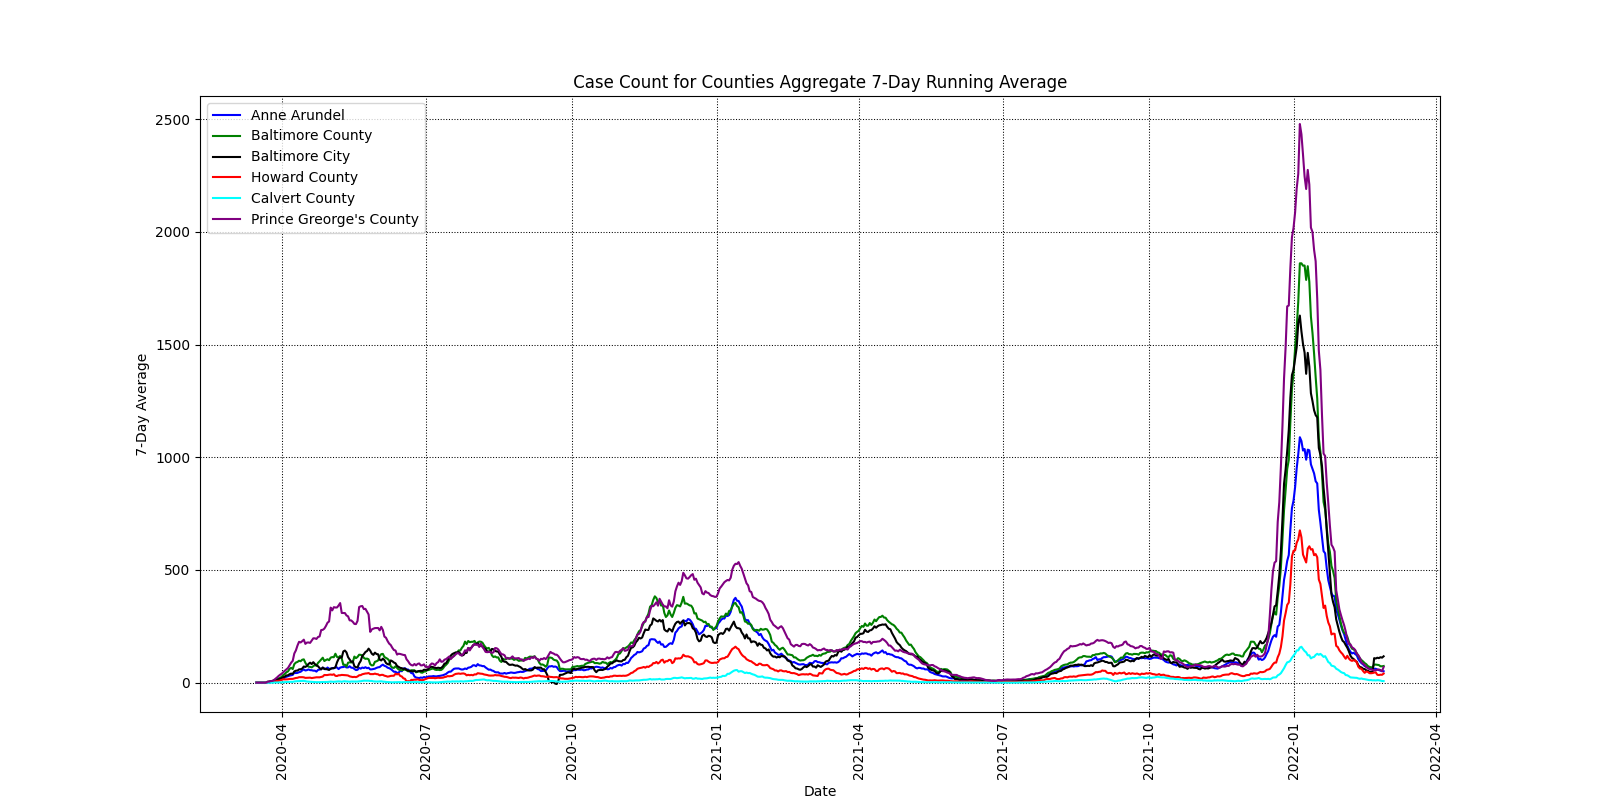 Case Count for Counties Aggregate 7-Day Running Average
Anne Arundel
Baltimore County
Baltimore City
Howard County
Calvert County
Prince Greorge's County
2500
2000
1500
1000
500
0
7-Day Average
2020-04
2020-07
2020-10
2021-01
2021-04
2021-07
2021-10
2022-01
2022-04
Date